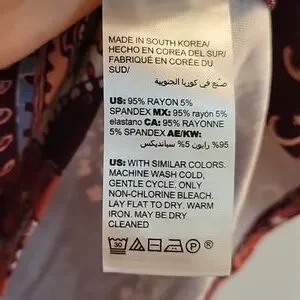 MADE IN SOUTH KOREA/
HECHO EN COREA DEL SUR/
FABRIQUÉ EN CORÉE DU
SUD/
صنع في كوريا الجنوبية
US: 95% RAYON 5%
SPANDEX MX: 95% rayón 5%
elastano CA: 95% RAYONNE
5% SPANDEX AE/KW:
95% رايون 5% سباندیکس
US: WITH SIMILAR COLORS.
MACHINE WASH COLD,
GENTLE CYCLE. ONLY
NON-CHLORINE BLEACH.
LAY FLAT TO DRY. WARM
IRON. MAY BE DRY
CLEANED
30